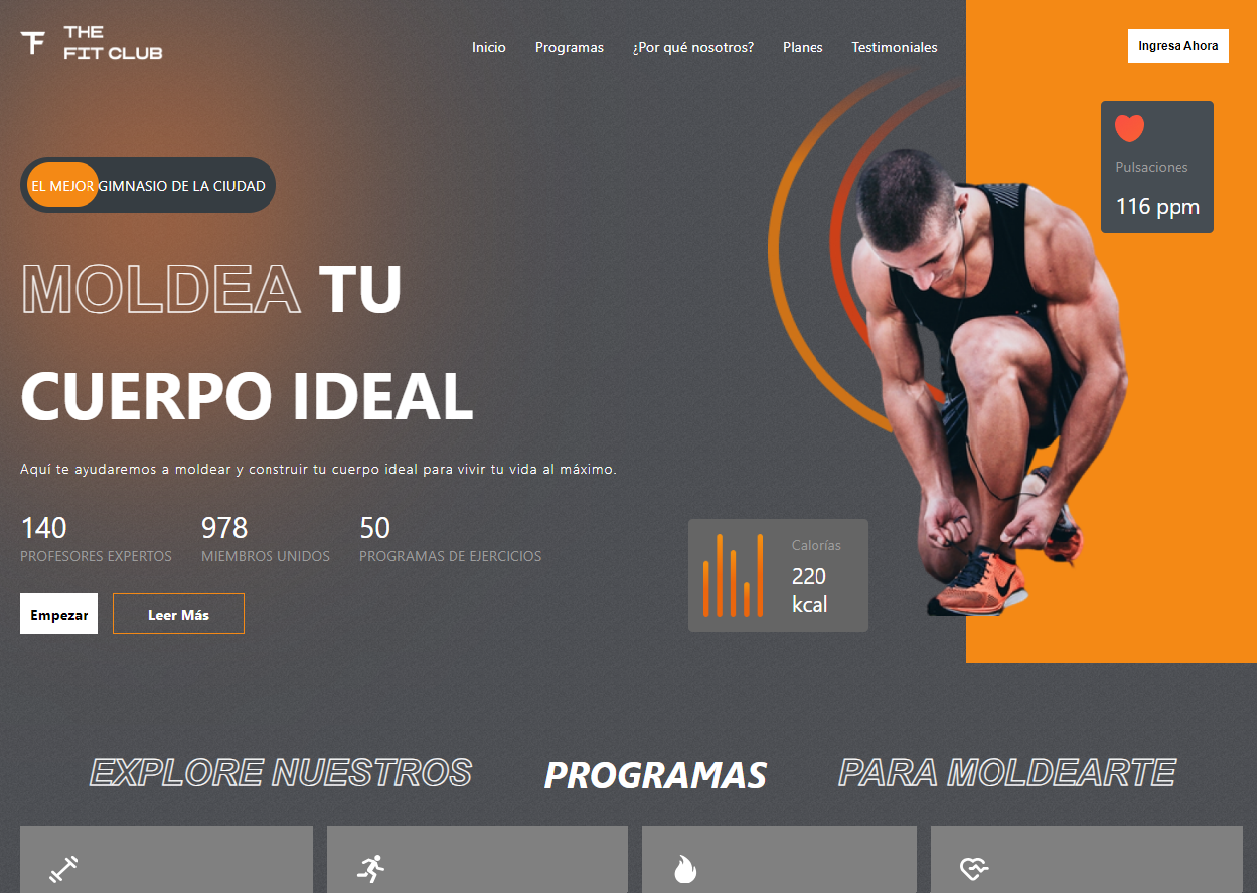 THE
FIT CLUB
Inicio
Programas
¿Por qué nosotros?
Planes
Testimoniales
Ingresa Ahora
Pulsaciones
116 ppm
EL MEJOR GIMNASIO DE LA CIUDAD
MOLDEA TU
CUERPO IDEAL
Aquí te ayudaremos a moldear y construir tu cuerpo ideal para vivir tu vida al máximo.
140
PROFESORES EXPERTOS
978
MIEMBROS UNIDOS
50
PROGRAMAS DE EJERCICIOS
Calorías
220
kcal
Empezar
Leer Más
EXPLORE NUESTROS
PROGRAMAS
PARA MOLDEARTE